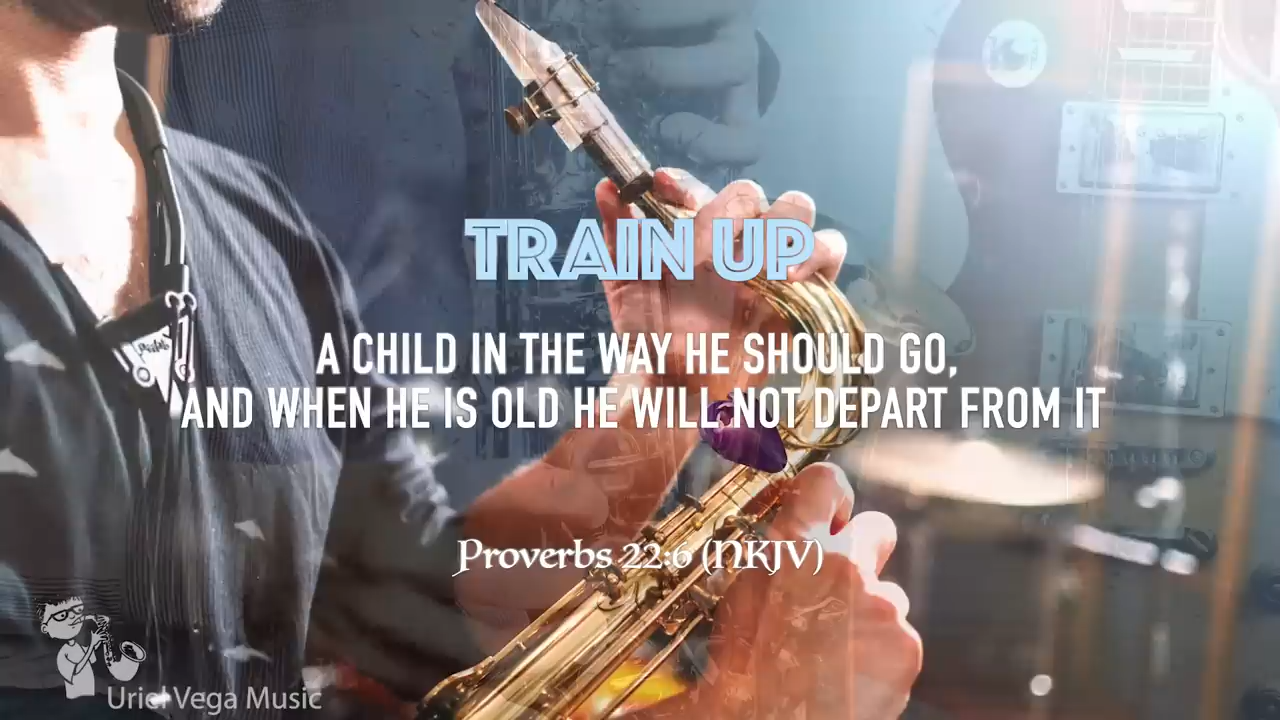 TRAIN UP
A CHILD IN THE WAY HE SHOULD GO,
AND WHEN HE IS OLD HE WILL NOT DEPART FROM IT
Proverbs 22:6 (NKJV)
Uriel Vega Music